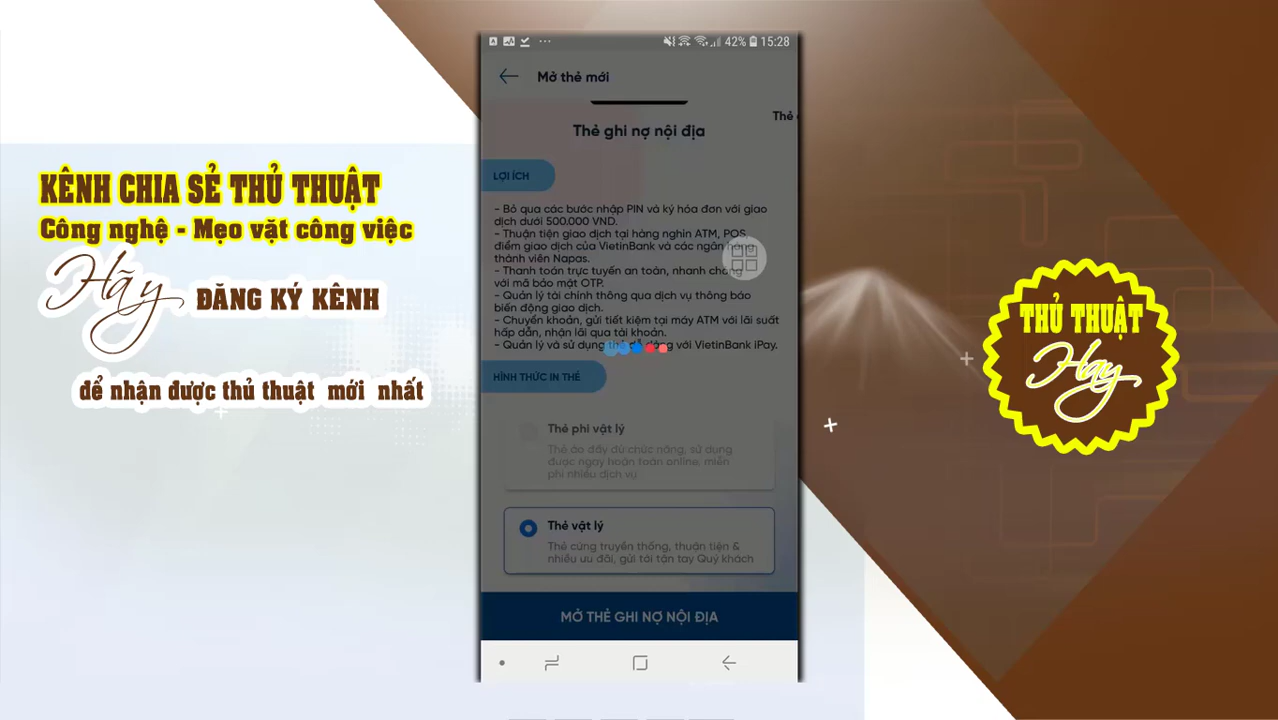 KÊNH CHIA SẺ THỦ THUẬT
Công nghệ - Mẹo vặt công việc
Hãy ĐĂNG KÝ KÊNH
để nhận được thủ thuật mới nhất
42% 15:28
Mở thẻ mới
Thẻ ghi nợ nội địa
Thẻ
LỢI ÍCH
- Bỏ qua các bước nhập PIN và ký hóa đơn với giao
dịch dưới 500.000 VND.
- Thuận tiện giao dịch tại hàng nghìn ATM, POS,
điểm giao dịch của VietinBank và các ngân hàng
thành viên Napas.
- Thanh toán trực tuyến an toàn, nhanh chóng
với mã bảo mật OTP.
- Quản lý tài chính thông qua dịch vụ thông báo
biến động giao dịch.
- Chuyển khoản, gửi tiết kiệm tại máy ATM với lãi suất
hấp dẫn, nhận lãi qua tài khoản.
- Quản lý và sử dụng thẻ dễ dàng với VietinBank iPay.
HÌNH THỨC IN THẺ
Thẻ phi vật lý
Thẻ ảo đầy đủ chức năng, sử dụng
được ngay hoàn toàn online, miễn
phí nhiều dịch vụ
Thẻ vật lý
Thẻ cứng truyền thống, thuận tiện &
nhiều ưu đãi, gửi tới tận tay Quý khách
MỞ THẺ GHI NỢ NỘI ĐỊA
THỦ THUẬT
Hay